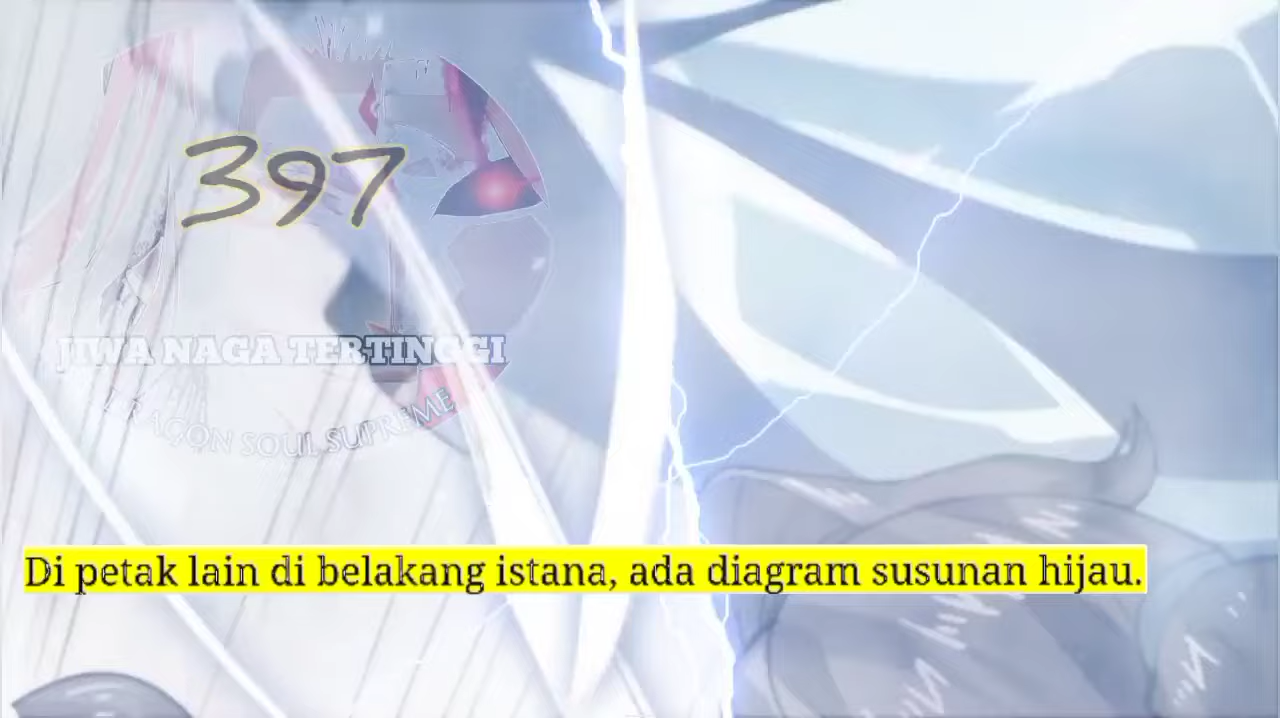 397
JIWA NAGA TERTINGGI
DRAGON SOUL SUPREME
Di petak lain di belakang istana, ada diagram susunan hijau.